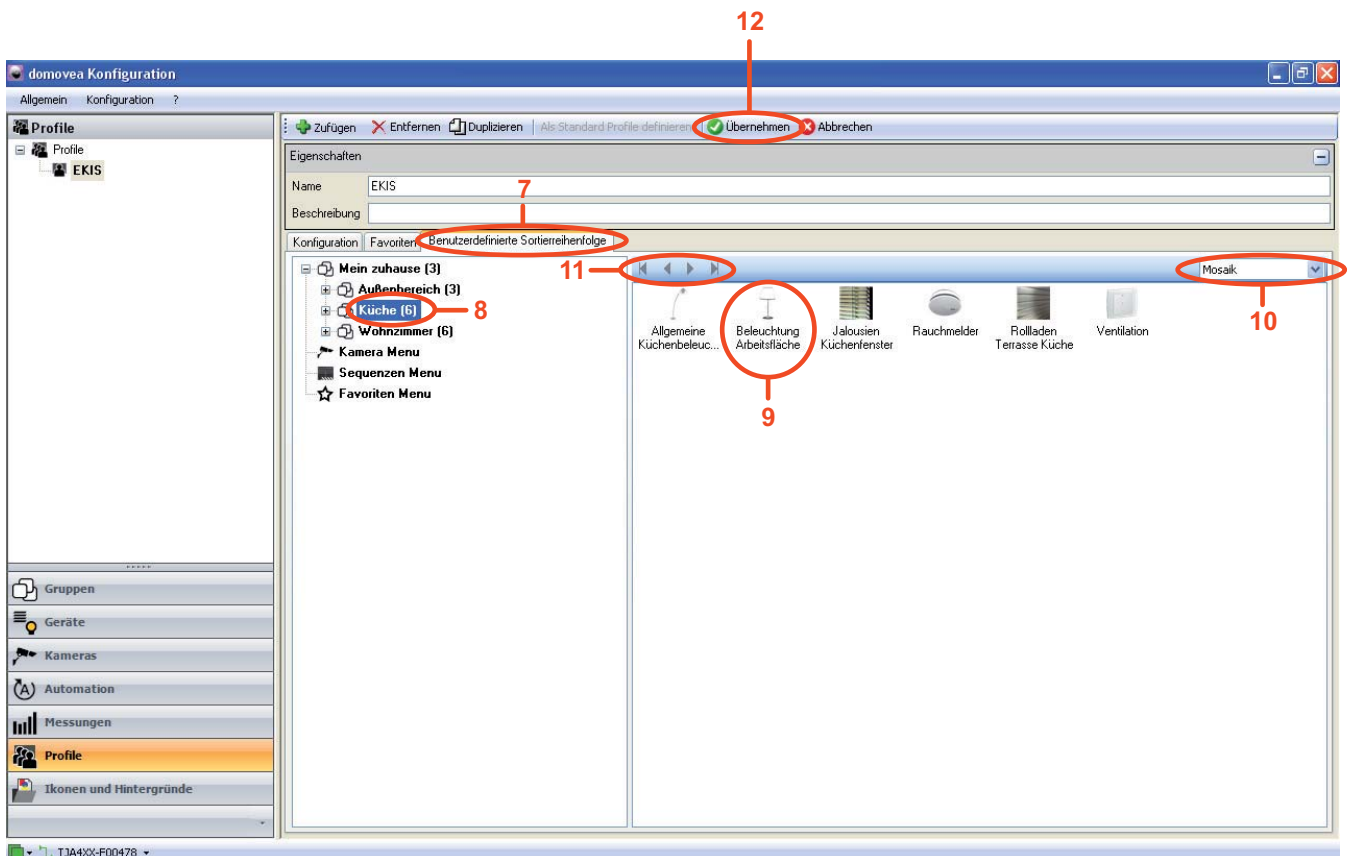 12
domovea Konfiguration
Allgemein Konfiguration ?
Profile
Profile
EKIS
Zufügen Entfernen Duplizieren Als Standard Profile definieren Übernehmen Abbrechen
Eigenschaften
Name EKIS
7
Beschreibung
Konfiguration Favoriten Benutzerdefinierte Sortierreihenfolge
Mein zuhause (3)
Außenbereich (3)
Küche (6)
8
Wohnzimmer (6)
Kamera Menu
Sequenzen Menu
Favoriten Menu
11
Mosaik
10
Allgemeine Küchenbeleuc...
Beleuchtung Arbeitsfläche
Jalousien Küchenfenster
Rauchmelder
Rollladen Terrasse Küche
Ventilation
9
Gruppen
Geräte
Kameras
Automation
Messungen
Profile
Ikonen und Hintergründe
TJA4XX-F00478